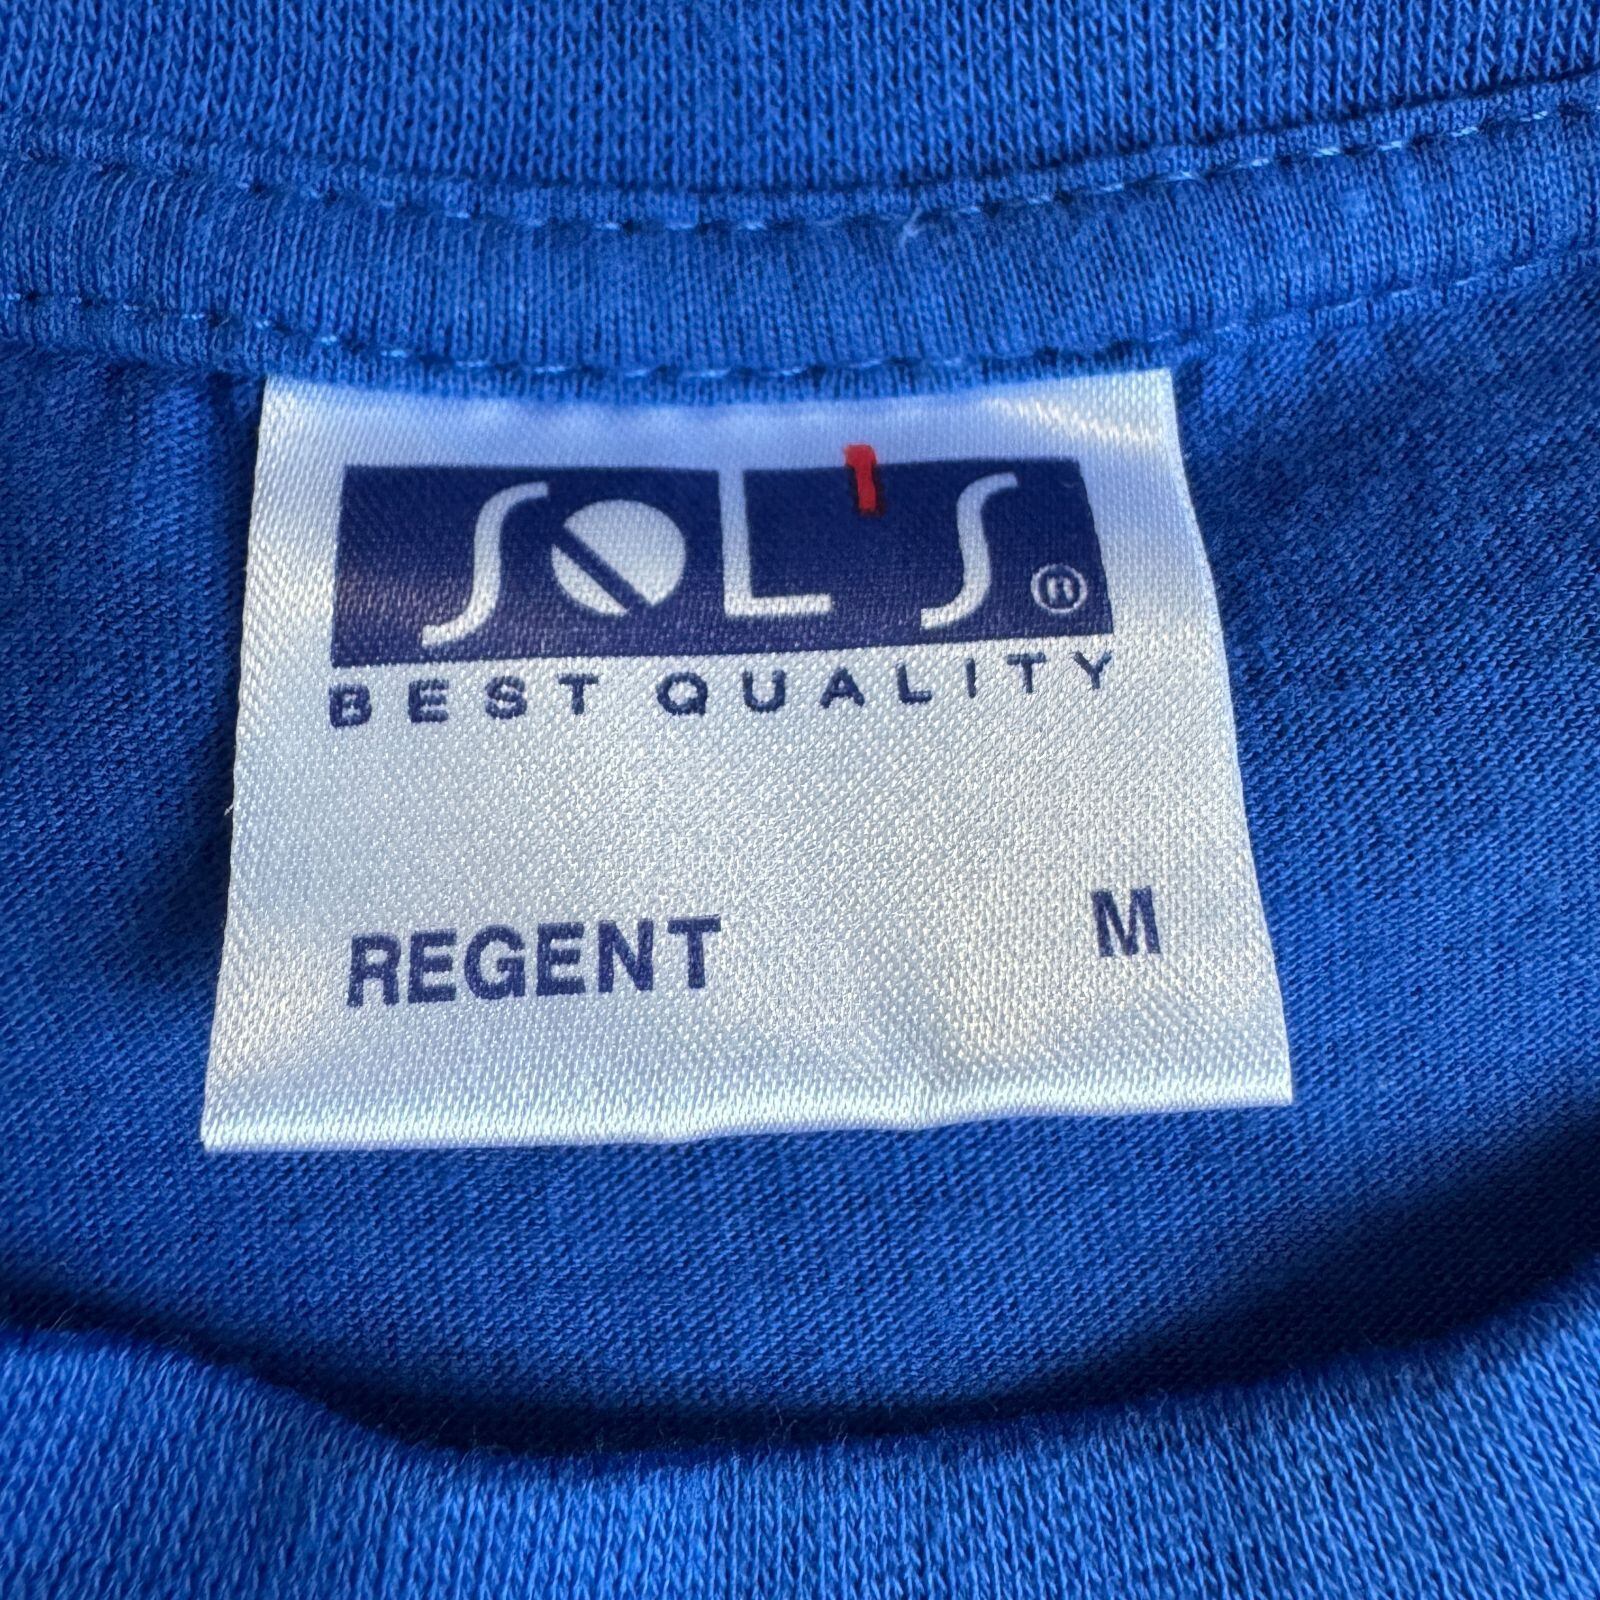 SOL'S ®
BEST QUALITY
REGENT M